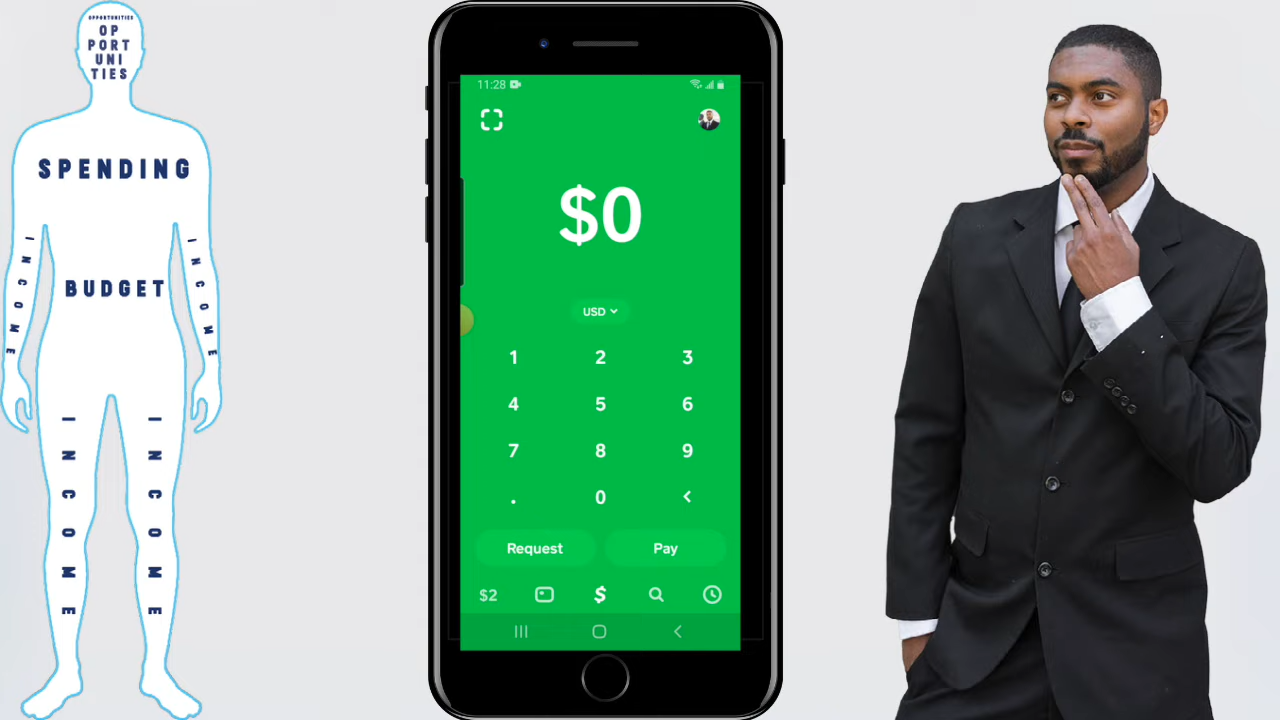 OPPORTUNITIES
OP
PORT
UNI
TIES
SPENDING
BUDGET
INCOME
INCOME
INCOME
INCOME
11:28
$0
USD
1 2 3
4 5 6
7 8 9
. 0 <
Request Pay
$2 $